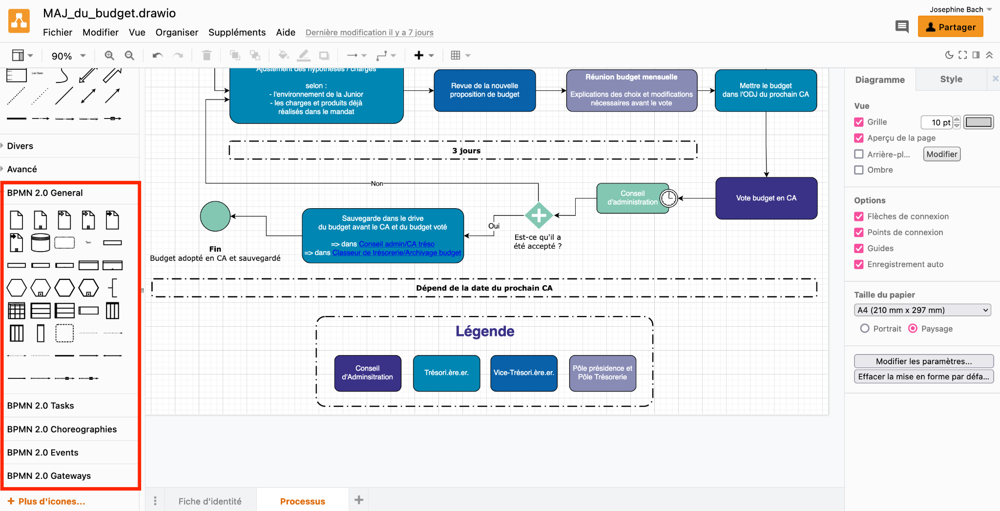 MAJ_du_budget.drawio
Josephine Bach
Fichier Modifier Vue Organiser Suppléments Aide Dernière modification il y a 7 jours
Partager
90%
List Item
Divers
Avancé
BPMN 2.0 General
Text
BPMN 2.0 Tasks
BPMN 2.0 Choreographies
BPMN 2.0 Events
BPMN 2.0 Gateways
+ Plus d'icones...
Ajustement des hypothèses / charges
selon :
- l'environnement de la Junior
- les charges et produits déjà
réalisés dans le mandat
Revue de la nouvelle
proposition de budget
Réunion budget mensuelle
Explications des choix et modifications
nécessaires avant le vote
Mettre le budget
dans l'ODJ du prochain CA
3 jours
Non
Conseil
d'administration
Vote budget en CA
Sauvegarde dans le drive
du budget avant le CA et du budget voté
=> dans Conseil admin/CA tréso
=> dans Classeur de trésorerie/Archivage budget
Oui
Est-ce qu'il a
été accepté ?
Fin
Budget adopté en CA et sauvegardé
Dépend de la date du prochain CA
Légende
Conseil
d'Adminsitration
Trésori.ère.er.
Vice-Trésori.ère.er.
Pôle présidence et
Pôle Trésorerie
Fiche d'identité
Processus
Diagramme
Style
Vue
Grille
10 pt
Aperçu de la page
Arrière-pl...
Modifier
Ombre
Options
Flèches de connexion
Points de connexion
Guides
Enregistrement auto
Taille du papier
A4 (210 mm x 297 mm)
Portrait
Paysage
Modifier les paramètres...
Effacer la mise en forme par défa...